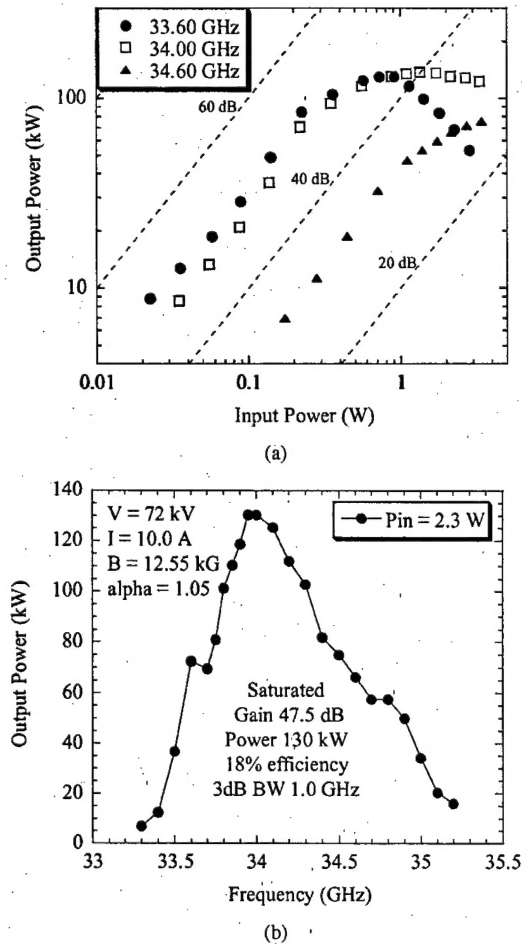 33.60 GHz
34.00 GHz
34.60 GHz
60 dB
40 dB
20 dB
100
10
Output Power (kW)
0.01
0.1
1
Input Power (W)
(a)
V = 72 kV
I = 10.0 A
B = 12.55 kG
alpha = 1.05
Pin = 2.3 W
Saturated
Gain 47.5 dB
Power 130 kW
18% efficiency
3dB BW 1.0 GHz
140
120
100
80
60
40
20
0
Output Power (kW)
33
33.5
34
34.5
35
35.5
Frequency (GHz)
(b)